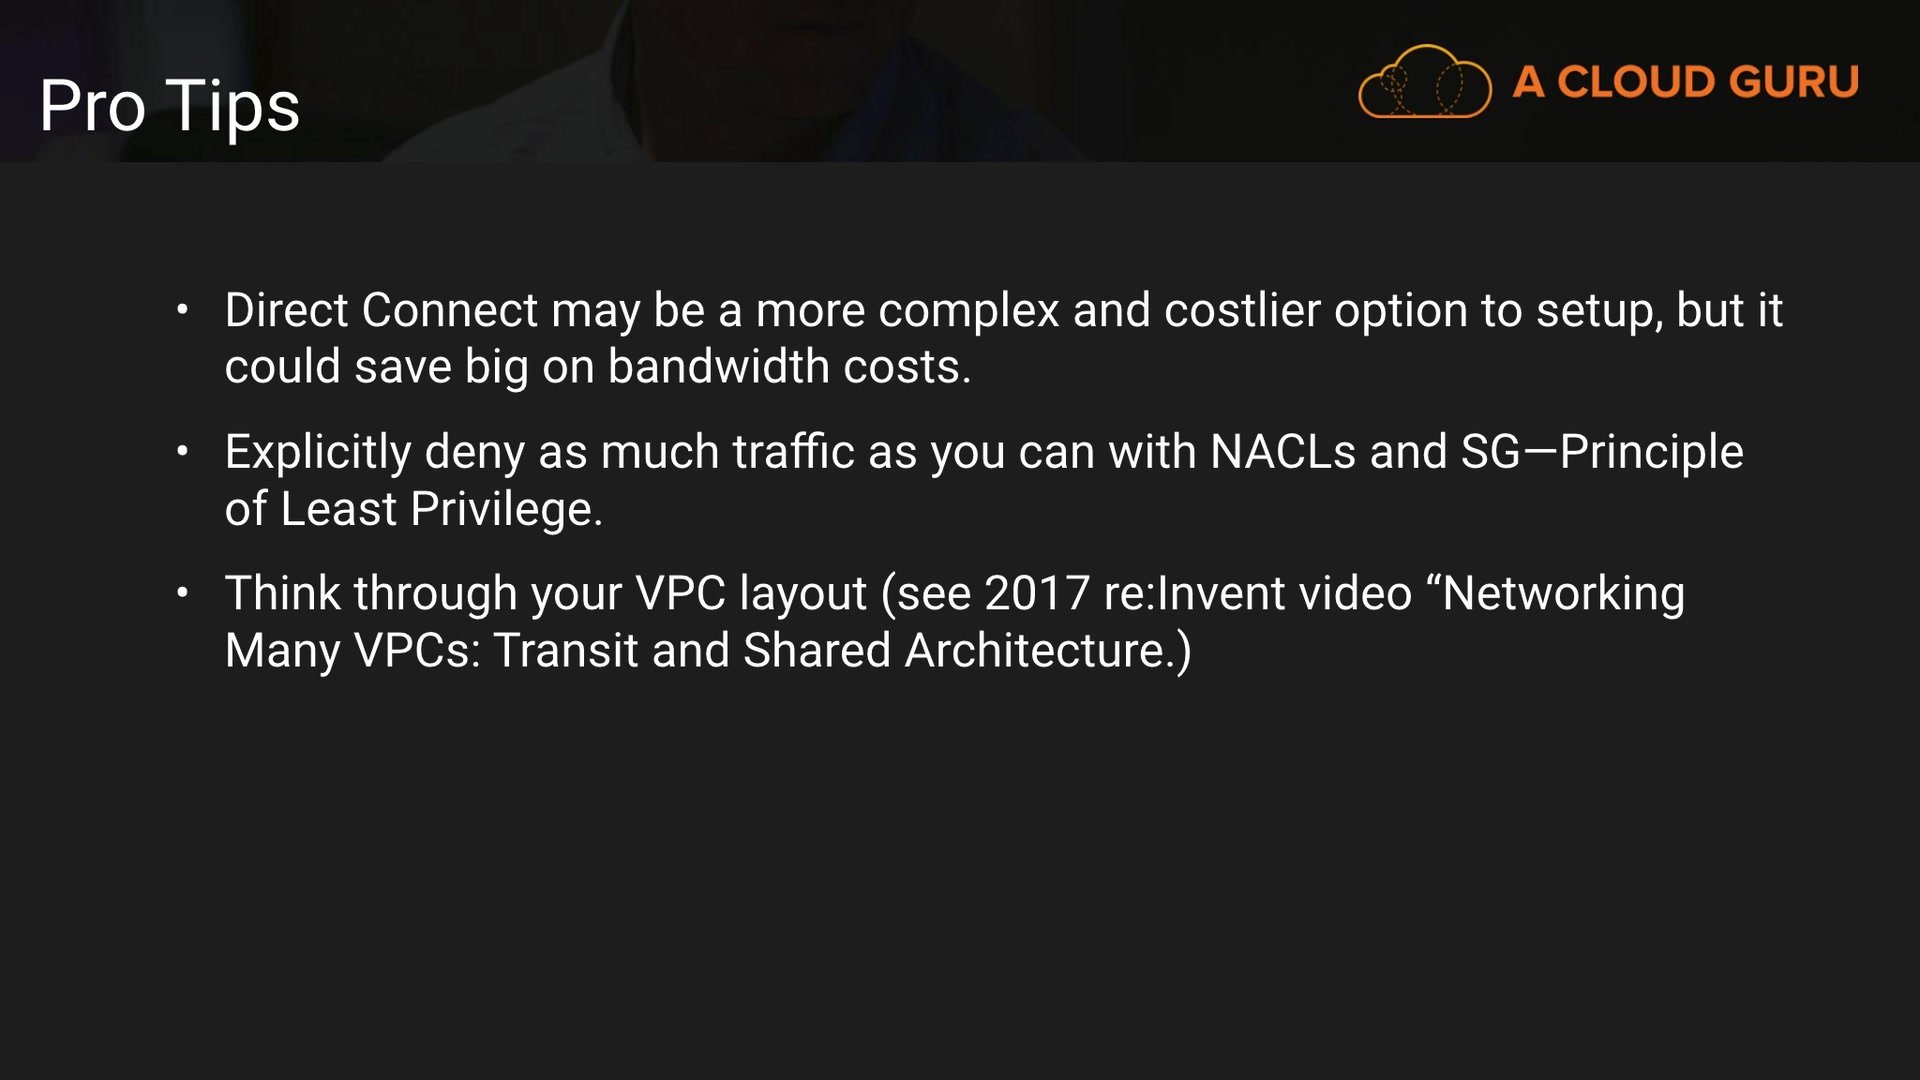 Pro Tips
A CLOUD GURU
• Direct Connect may be a more complex and costlier option to setup, but it
could save big on bandwidth costs.
• Explicitly deny as much traffic as you can with NACLs and SG—Principle
of Least Privilege.
• Think through your VPC layout (see 2017 re:Invent video “Networking
Many VPCs: Transit and Shared Architecture.)